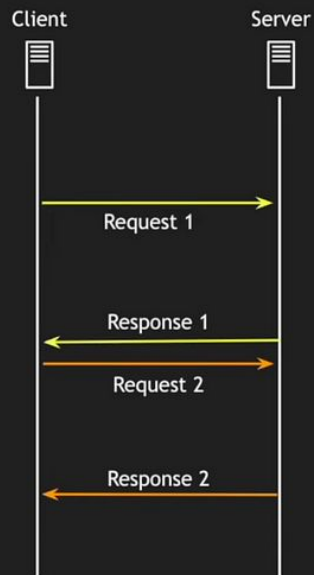 Client
Server
Request 1
Response 1
Request 2
Response 2